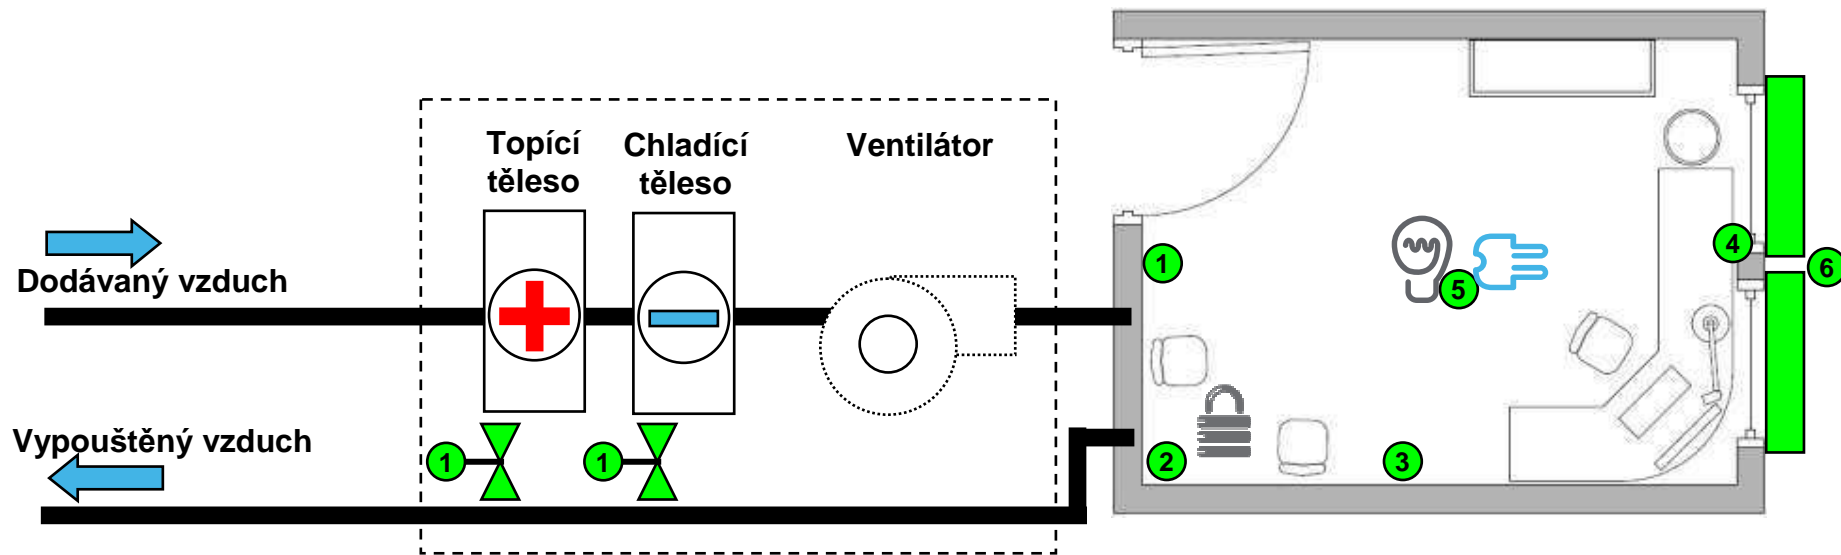 Topící
těleso
Chladící
těleso
Ventilátor
Dodávaný vzduch
Vypouštěný vzduch
1
1
1
2
3
4
5
6